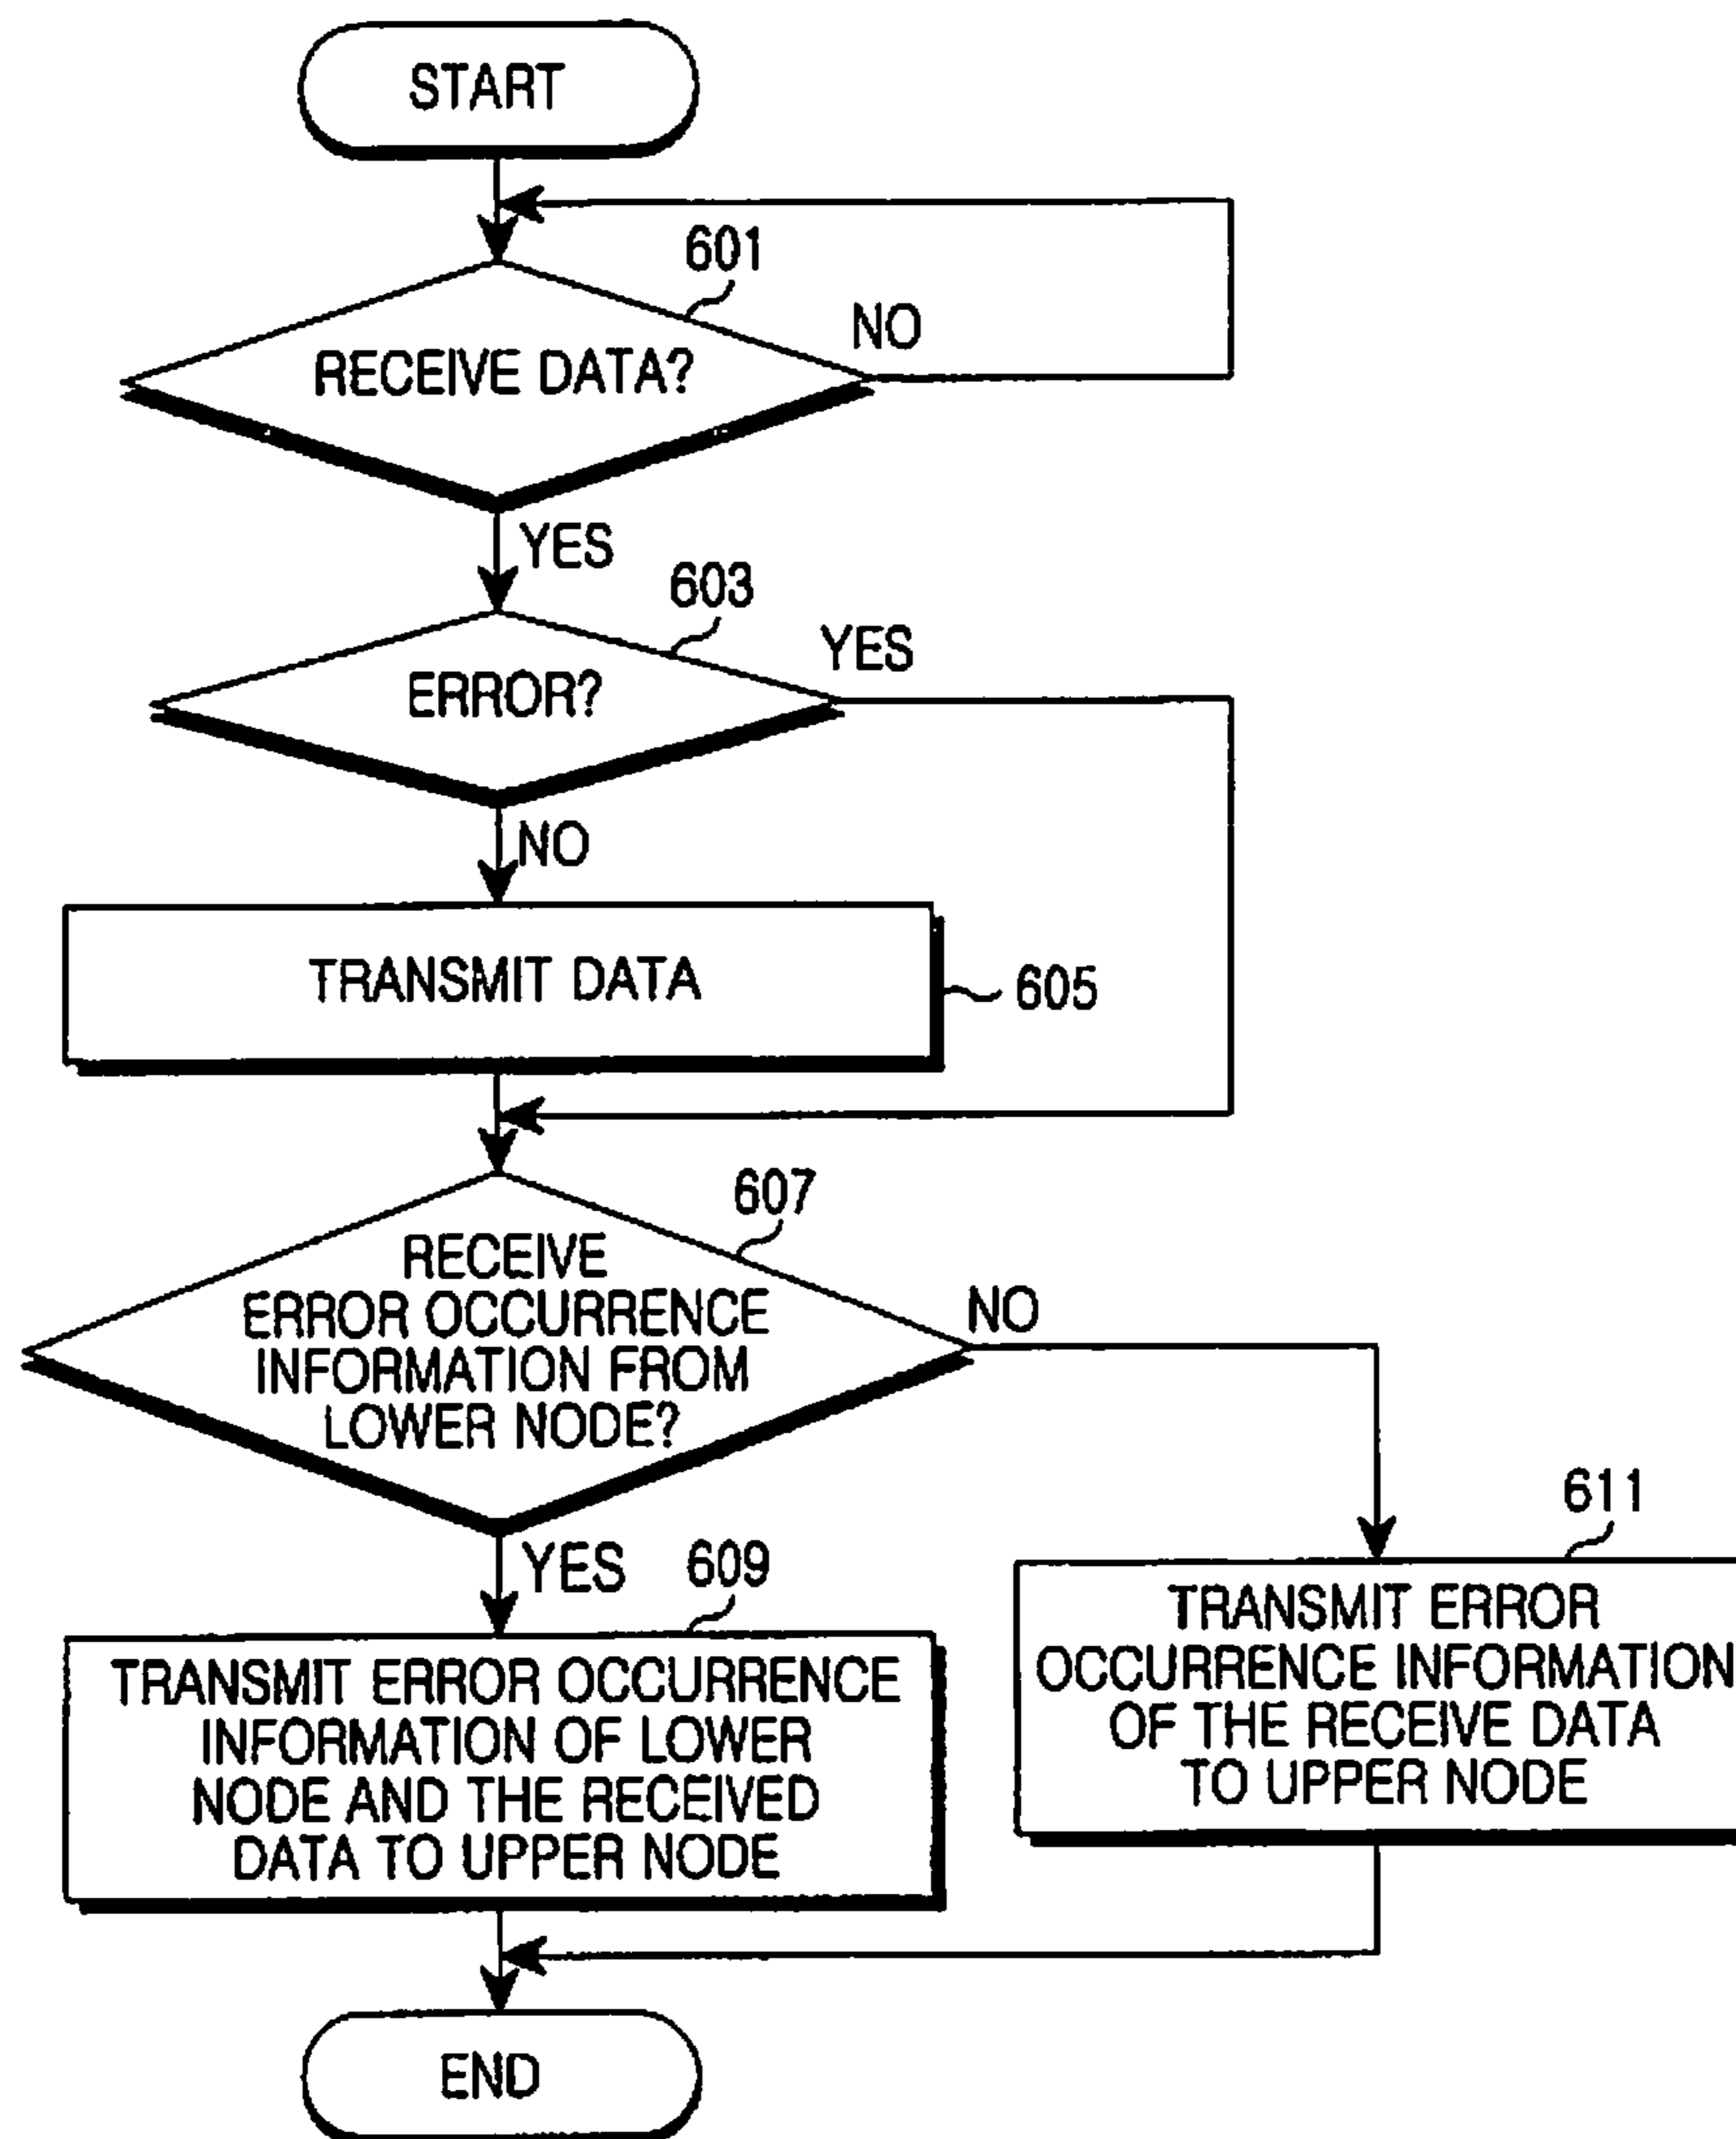 START
601
NO
RECEIVE DATA?
YES
603
YES
ERROR?
NO
TRANSMIT DATA
605
607
RECEIVE
ERROR OCCURRENCE
INFORMATION FROM
LOWER NODE?
NO
YES
609
611
TRANSMIT ERROR OCCURRENCE
INFORMATION OF LOWER
NODE AND THE RECEIVED
DATA TO UPPER NODE
TRANSMIT ERROR
OCCURRENCE INFORMATION
OF THE RECEIVE DATA
TO UPPER NODE
END